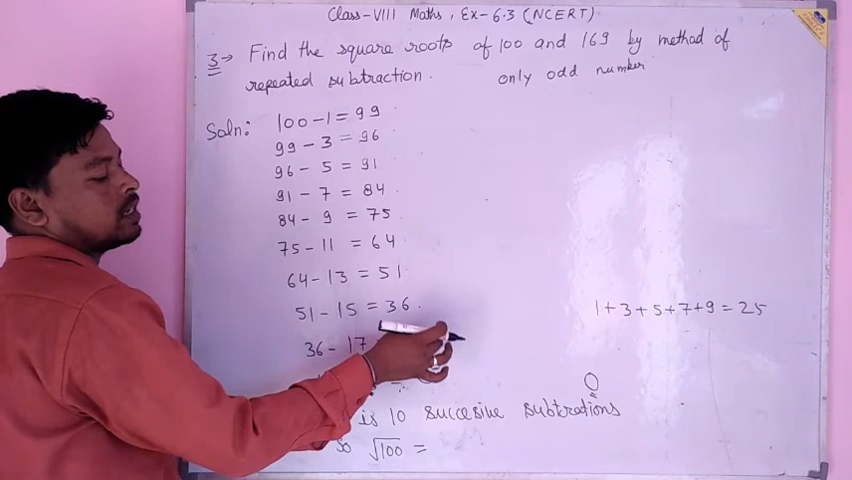 Class-VIII Maths, Ex-6.3 (NCERT)
3→ Find the square roots of 100 and 169 by method of
repeated subtraction. only odd number
Soln: 100-1=99
99-3=96
96-5=91
91-7=84
84-9=75
75-11=64
64-13=51
51-15=36
1+3+5+7+9=25
36-17
0
is 10 succesive subtrations
so √100 =